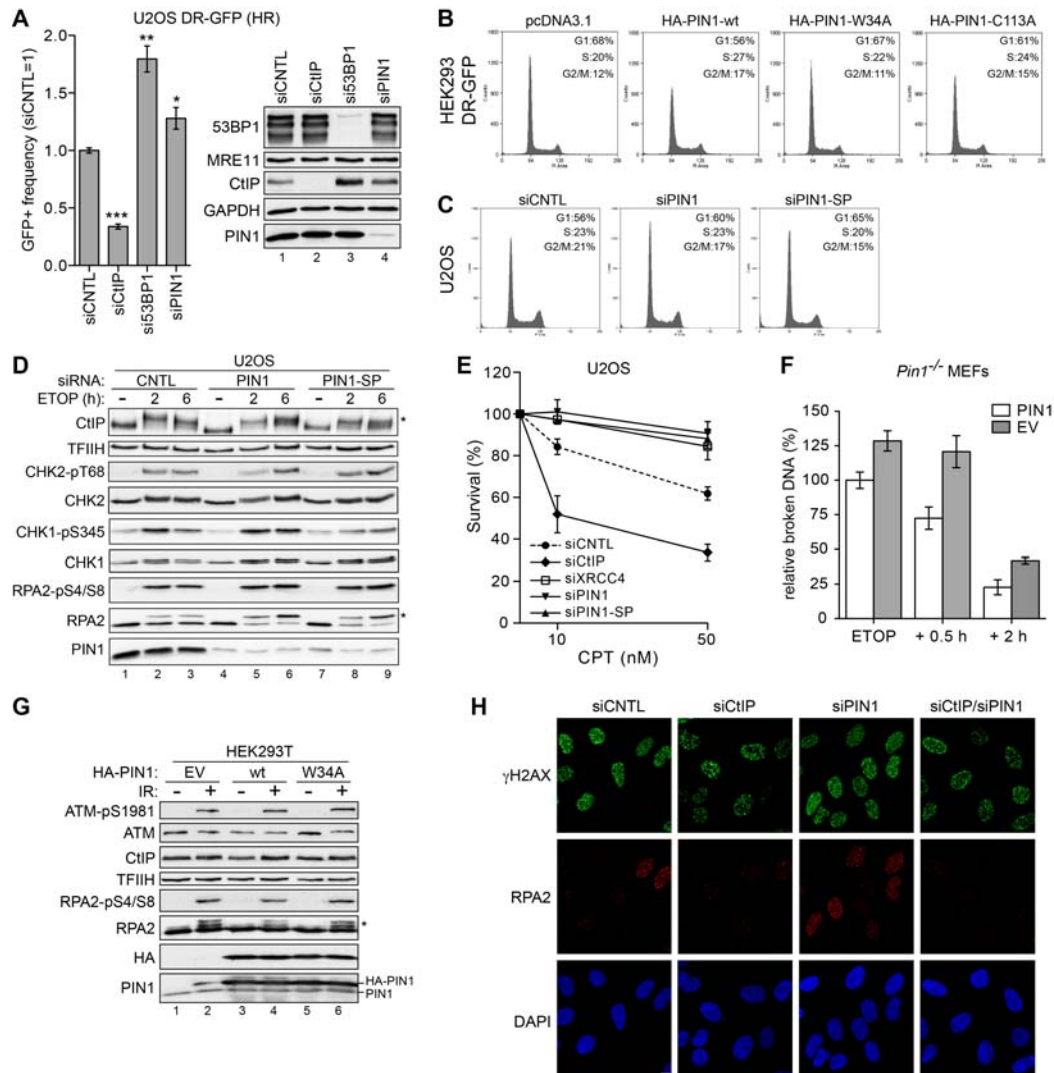 A
U2OS DR-GFP (HR)
GFP+ frequency (siCNTL=1)
2.0
1.5
1.0
0.5
0.0
***
**
*
siCNTL
siCtIP
si53BP1
siPIN1
siCNTL
siCtIP
si53BP1
siPIN1
53BP1
MRE11
CtIP
GAPDH
PIN1
1 2 3 4
B
HEK293
DR-GFP
pcDNA3.1
G1:68%
S:20%
G2/M:12%
HA-PIN1-wt
G1:56%
S:27%
G2/M:17%
HA-PIN1-W34A
G1:67%
S:22%
G2/M:11%
HA-PIN1-C113A
G1:61%
S:24%
G2/M:15%
C
U2OS
siCNTL
G1:56%
S:23%
G2/M:21%
siPIN1
G1:60%
S:23%
G2/M:17%
siPIN1-SP
G1:65%
S:20%
G2/M:15%
D
U2OS
siRNA: CNTL PIN1 PIN1-SP
ETOP (h): - 2 6 - 2 6 - 2 6
CtIP *
TFIIH
CHK2-pT68
CHK2
CHK1-pS345
CHK1
RPA2-pS4/S8
RPA2 *
PIN1
1 2 3 4 5 6 7 8 9
E
U2OS
Survival (%)
100
80
60
40
20
0
siCNTL
siCtIP
siXRCC4
siPIN1
siPIN1-SP
10 50
CPT (nM)
F
Pin1-/- MEFs
relative broken DNA (%)
150
125
100
75
50
25
0
PIN1
EV
ETOP + 0.5 h + 2 h
G
HEK293T
HA-PIN1: EV wt W34A
IR: - + - + - +
ATM-pS1981
ATM
CtIP
TFIIH
RPA2-pS4/S8
RPA2 *
HA
PIN1
HA-PIN1
PIN1
1 2 3 4 5 6
H
siCNTL siCtIP siPIN1 siCtIP/siPIN1
γH2AX
RPA2
DAPI